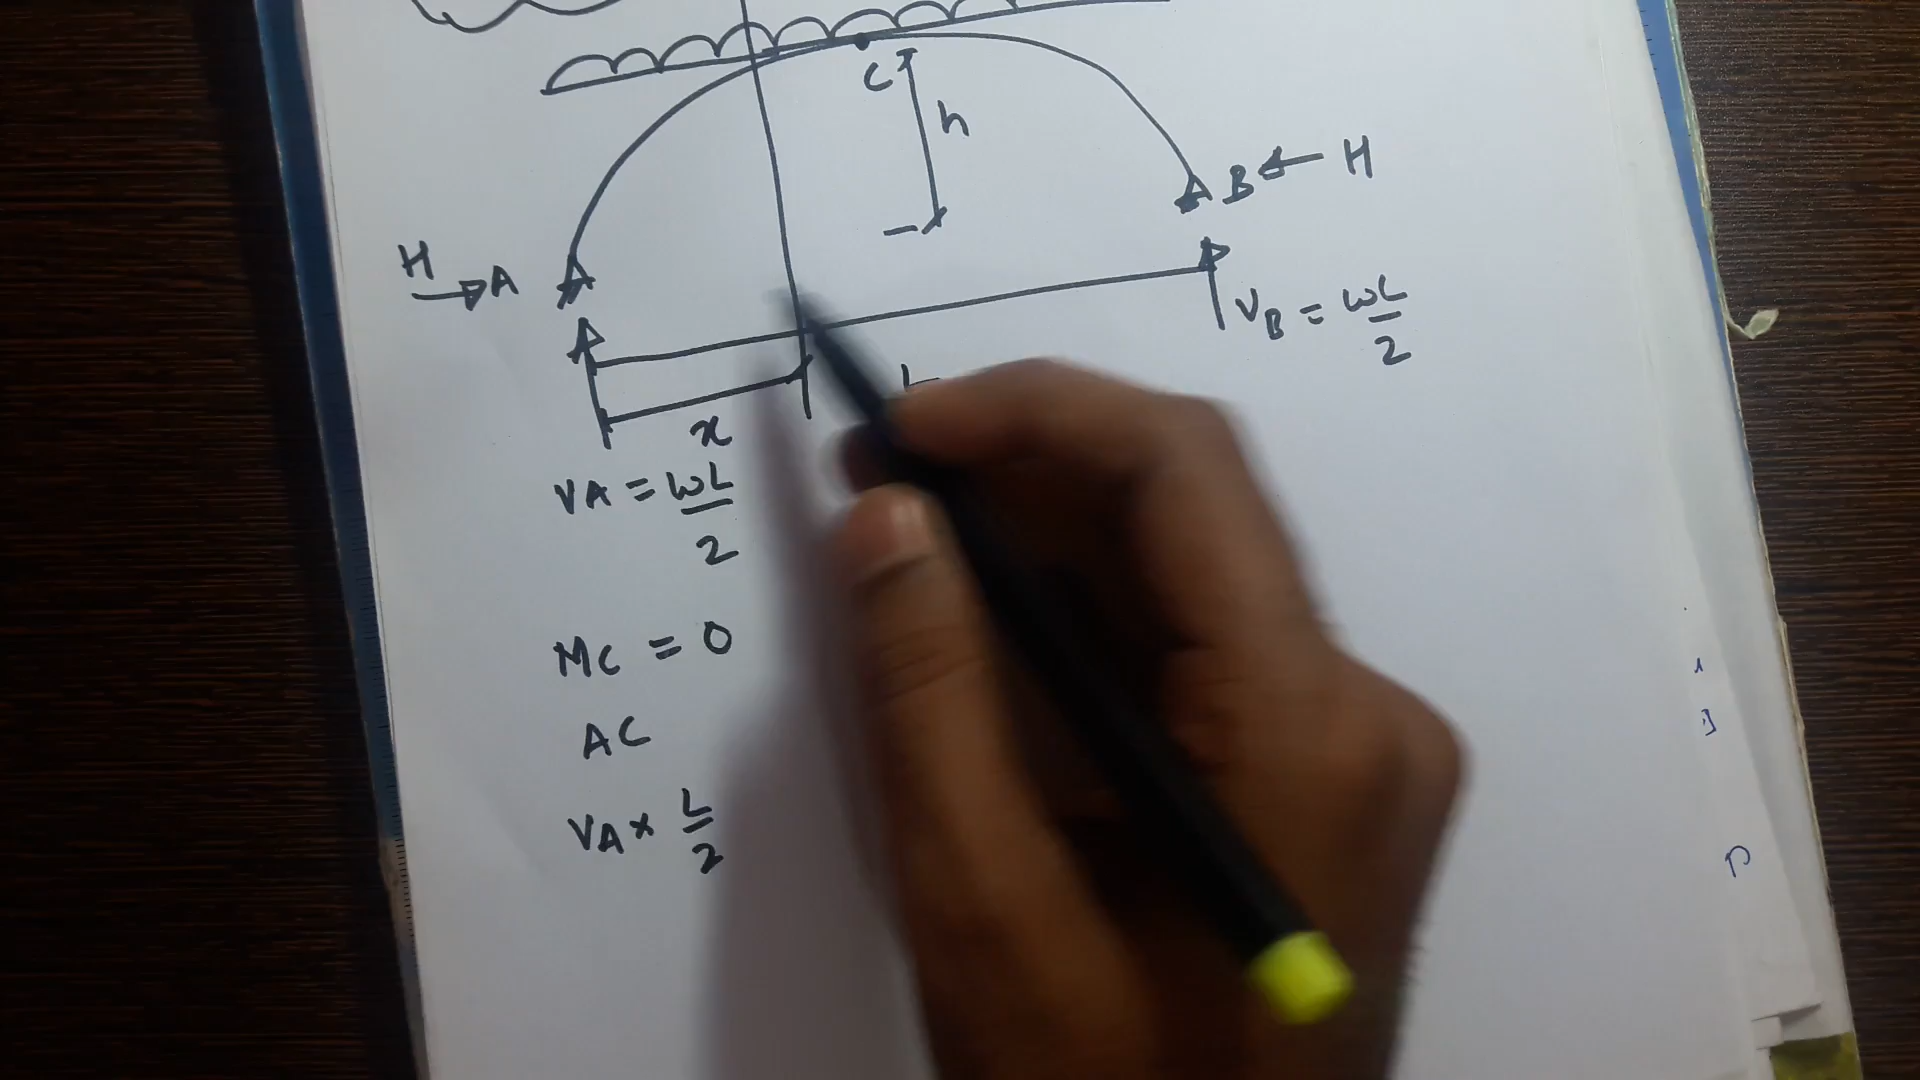 C
h
B ← H
H
→ A
V_B = wL/2
L
x
VA = wL/2
MC = 0
AC
VA × L/2